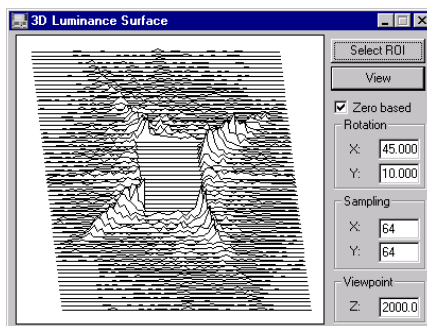 3D Luminance Surface
Select ROI
View
Zero based
Rotation
X: 45.000
Y: 10.000
Sampling
X: 64
Y: 64
Viewpoint
Z: 2000.0